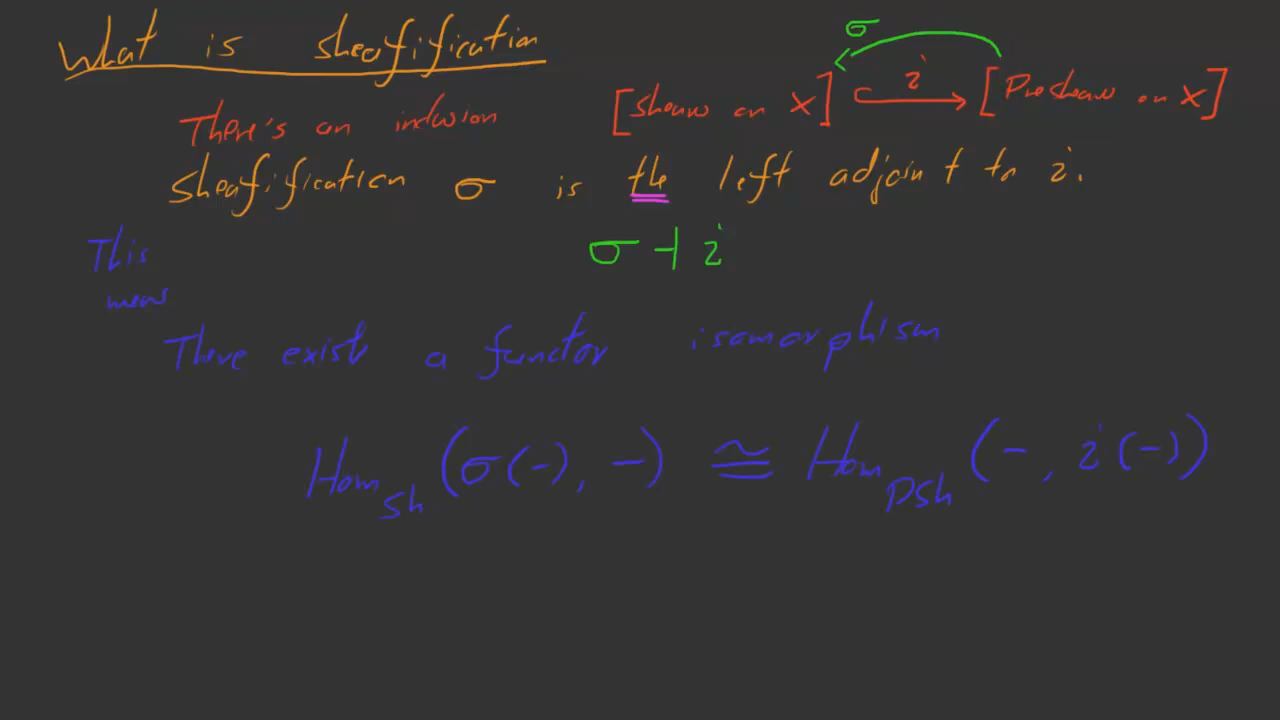 What is sheafification
σ
There's an inclusion [Sheaves on X] i [Presheaves on X]
Sheafification σ is the left adjoint to i.
This means
σ ⊣ i
There exist a functor isomorphism
Hom_Sh (σ(-), -) ≅ Hom_PSh (-, i(-))